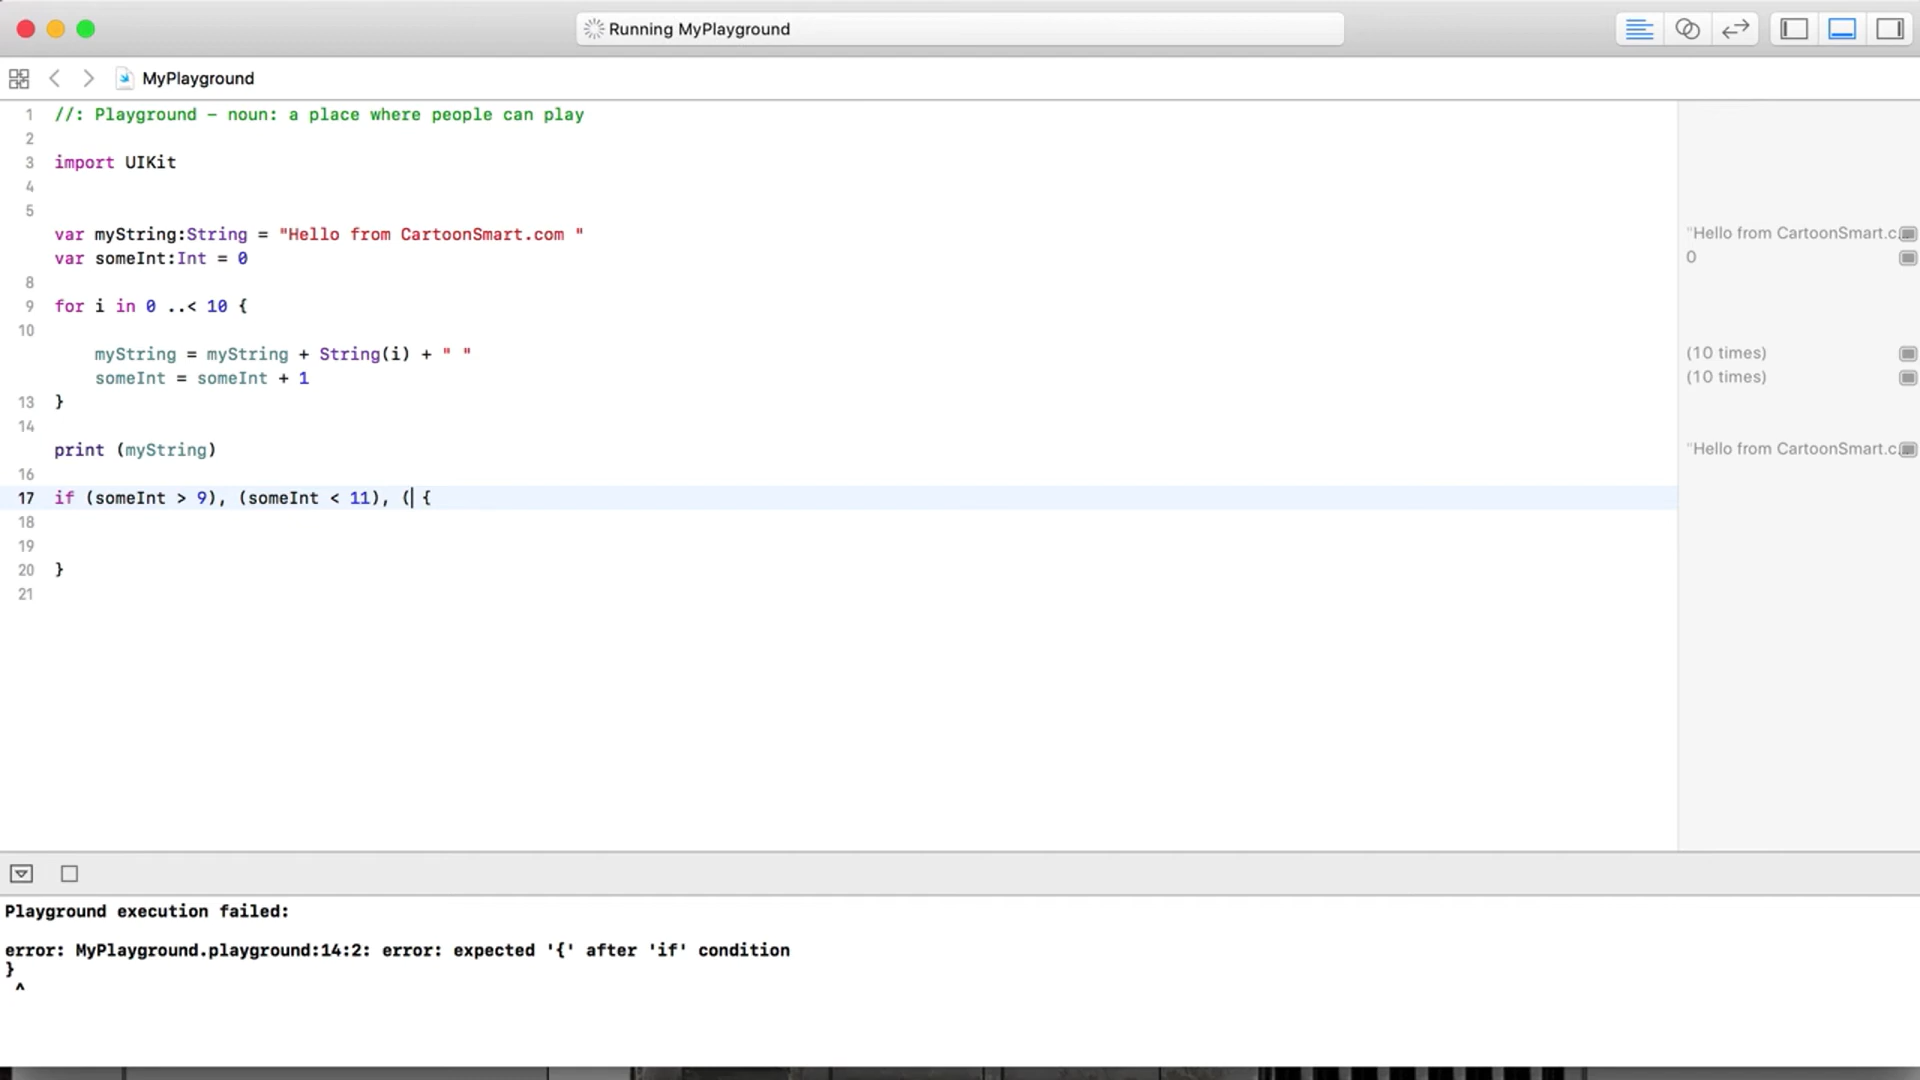 Running MyPlayground
MyPlayground
1 //: Playground – noun: a place where people can play
2
3 import UIKit
4
5
var myString:String = "Hello from CartoonSmart.com "
"Hello from CartoonSmart.c
var someInt:Int = 0
0
8
9 for i in 0 ..< 10 {
10
myString = myString + String(i) + " "
(10 times)
someInt = someInt + 1
(10 times)
13 }
14
print (myString)
"Hello from CartoonSmart.c
16
17 if (someInt > 9), (someInt < 11), ( {
18
19
20 }
21
Playground execution failed:
error: MyPlayground.playground:14:2: error: expected '{' after 'if' condition
}
^